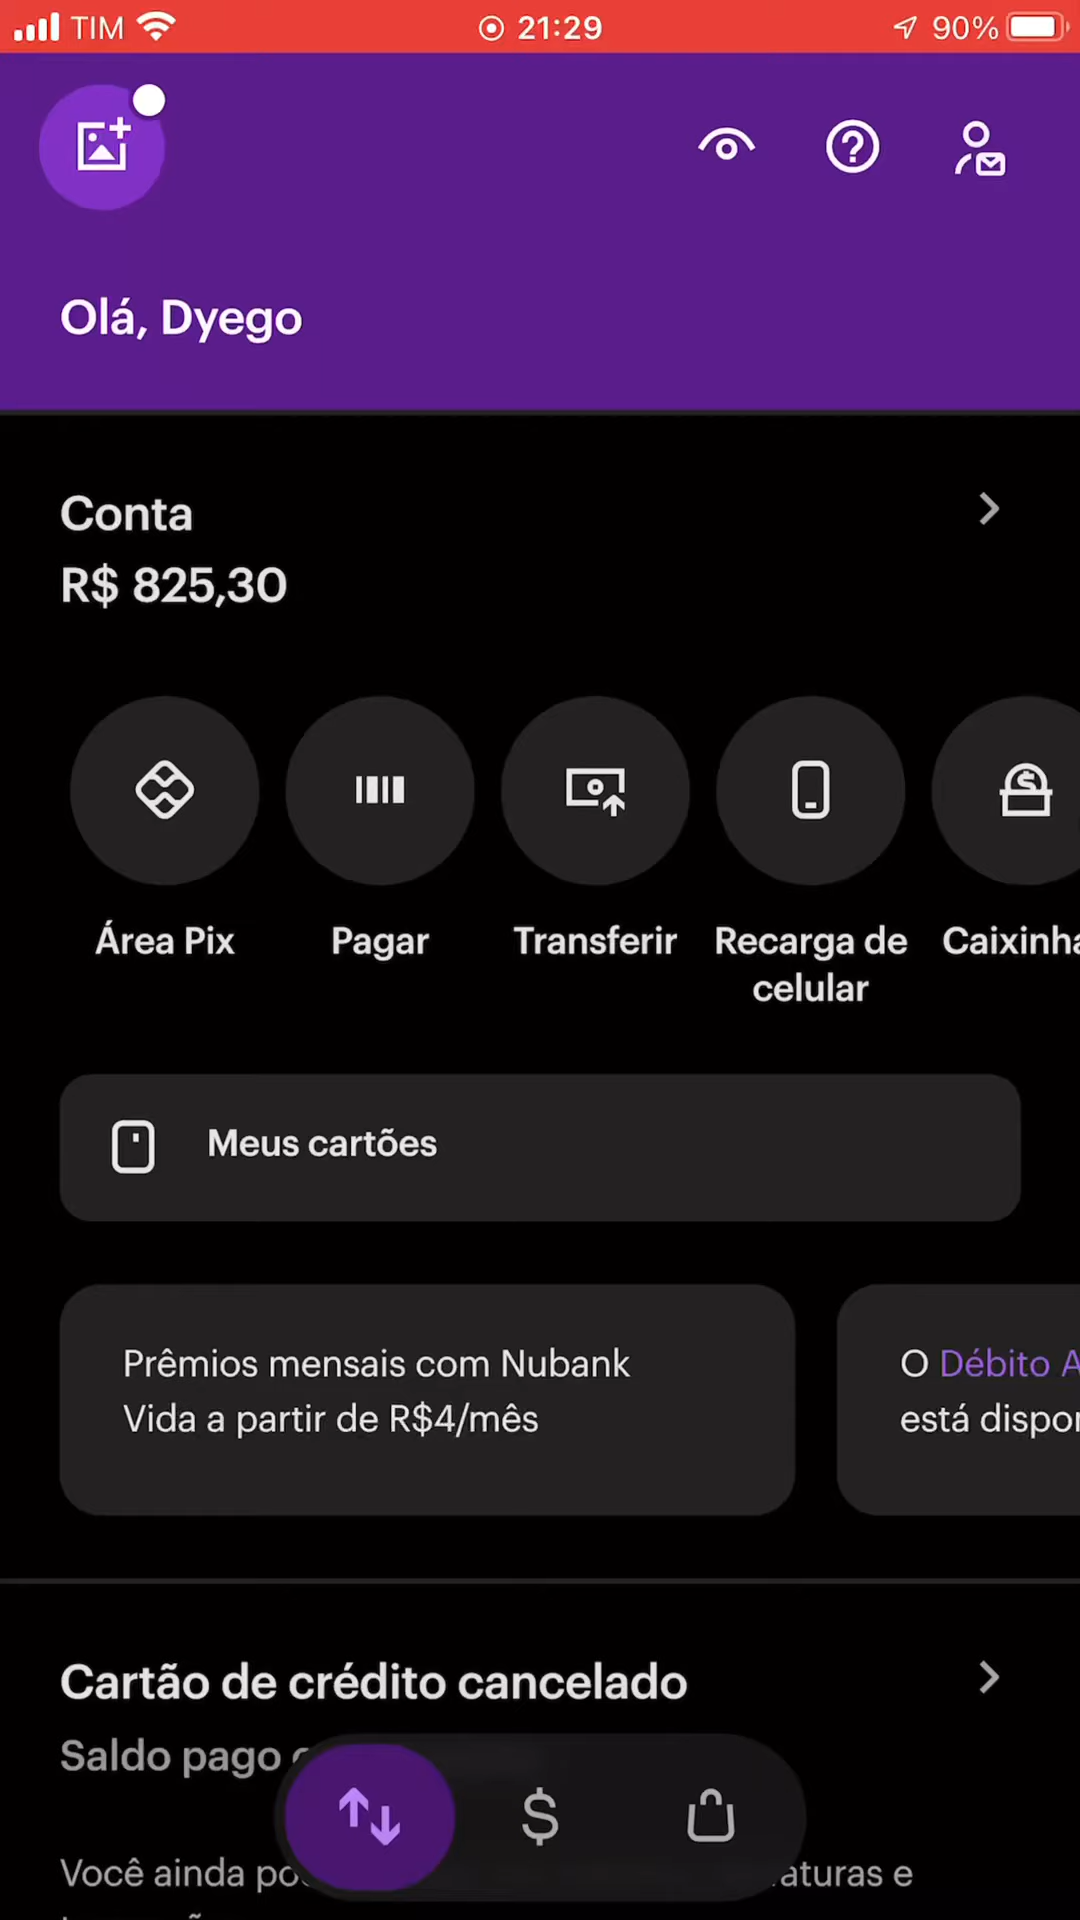 TIM 21:29 90%
Olá, Dyego
Conta
R$ 825,30
Área Pix Pagar Transferir Recarga de Caixinha
celular
Meus cartões
Prêmios mensais com Nubank
Vida a partir de R$4/mês
O Débito A
está dispon
Cartão de crédito cancelado
Saldo pago
$
Você ainda aturas e